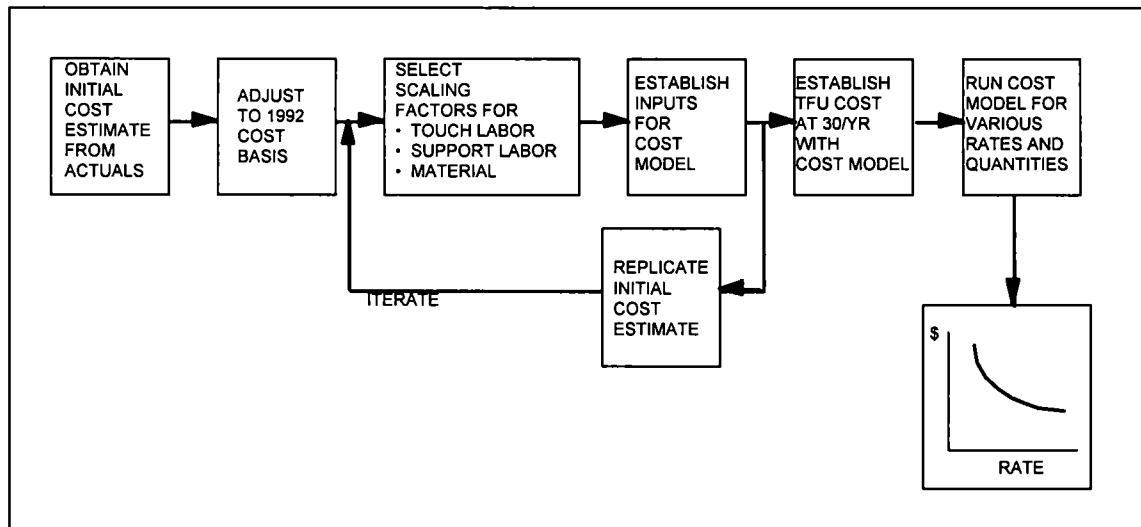 OBTAIN
INITIAL
COST
ESTIMATE
FROM
ACTUALS
ADJUST
TO 1992
COST
BASIS
SELECT
SCALING
FACTORS FOR
• TOUCH LABOR
• SUPPORT LABOR
• MATERIAL
ESTABLISH
INPUTS
FOR
COST
MODEL
ESTABLISH
TFU COST
AT 30/YR
WITH
COST MODEL
RUN COST
MODEL FOR
VARIOUS
RATES AND
QUANTITIES
REPLICATE
INITIAL
COST
ESTIMATE
ITERATE
$
RATE